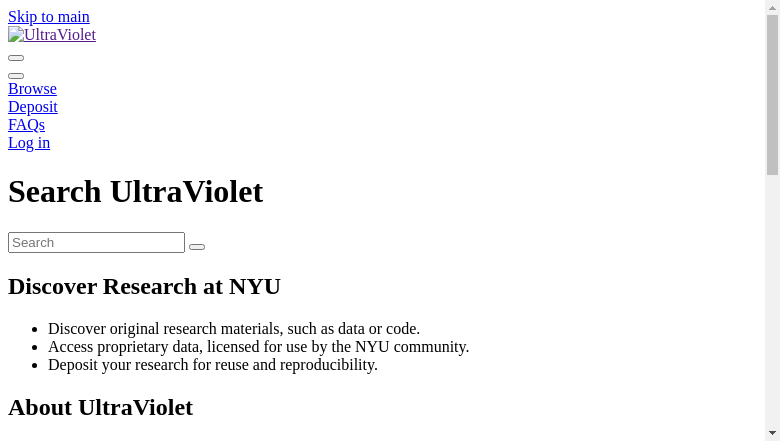 Skip to main
UltraViolet
Browse
Deposit
FAQs
Log in
Search UltraViolet
Search
Discover Research at NYU
Discover original research materials, such as data or code.
Access proprietary data, licensed for use by the NYU community.
Deposit your research for reuse and reproducibility.
About UltraViolet